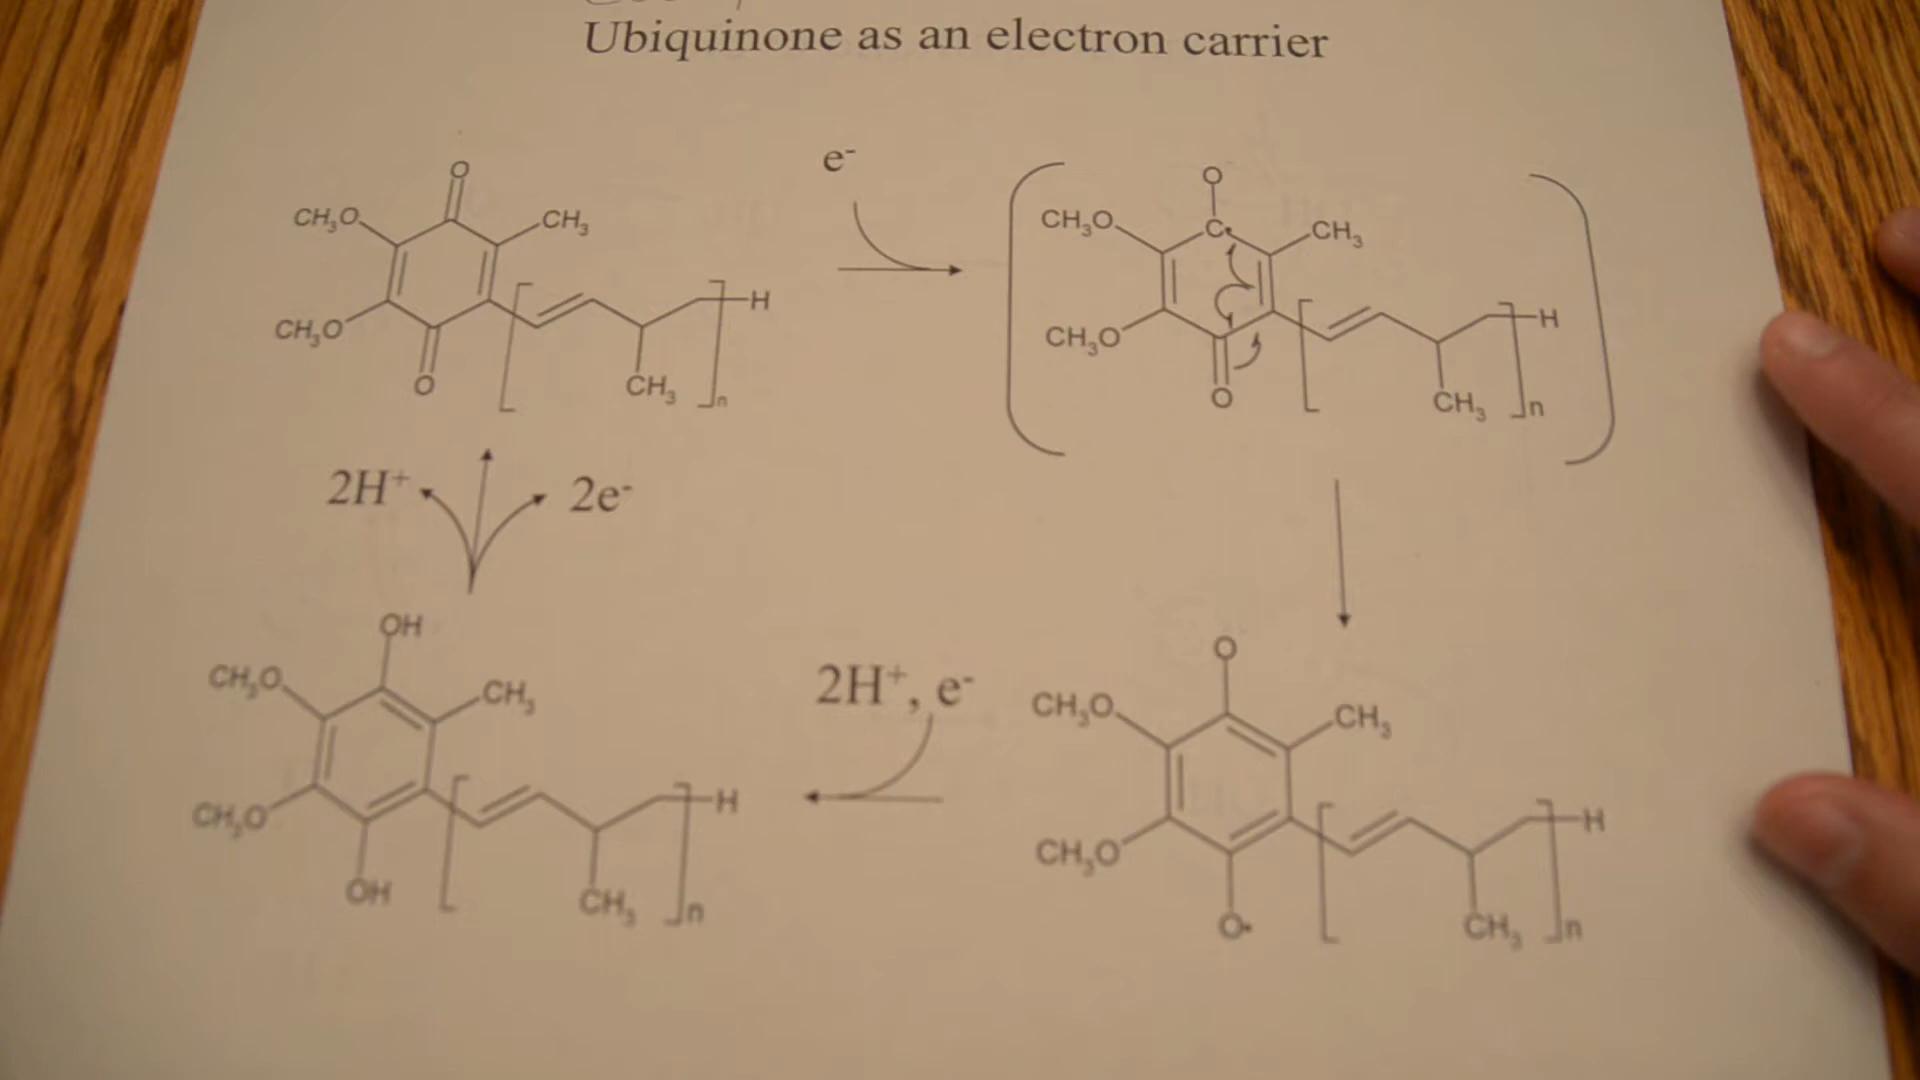 Ubiquinone as an electron carrier
O
CH₃O
CH₃
CH₃O
O
CH₃
H
n
e⁻
O
C
CH₃O
CH₃
CH₃O
O
CH₃
H
n
2H⁺
2e⁻
OH
CH₃O
CH₃
CH₃O
OH
CH₃
H
n
2H⁺, e⁻
O
CH₃O
CH₃
CH₃O
O
CH₃
H
n